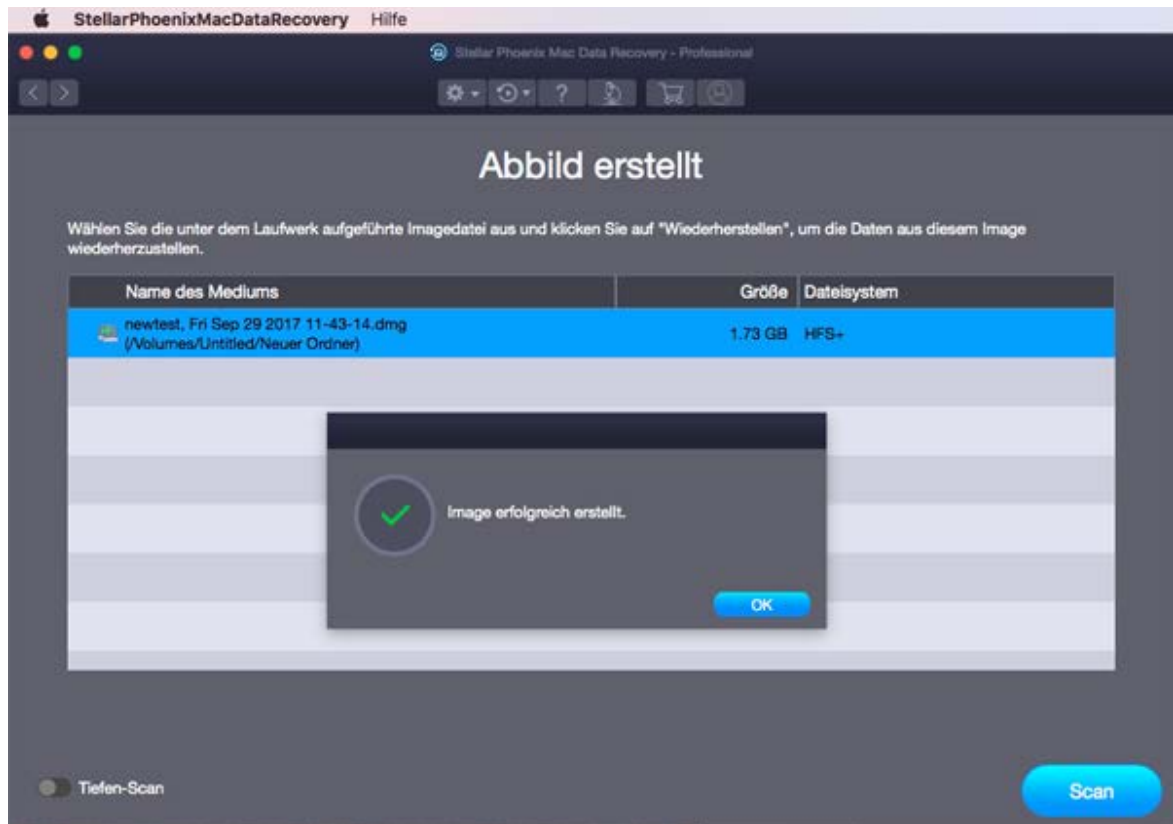 StellarPhoenixMacDataRecovery Hilfe
Stellar Phoenix Mac Data Recovery - Professional
?
Abbild erstellt
Wählen Sie die unter dem Laufwerk aufgeführte Imagedatei aus und klicken Sie auf "Wiederherstellen", um die Daten aus diesem Image
wiederherzustellen.
Name des Mediums Größe Dateisystem
newtest, Fri Sep 29 2017 11-43-14.dmg 1.73 GB HFS+
(/Volumes/Untitled/Neuer Ordner)
Image erfolgreich erstellt.
OK
Tiefen-Scan
Scan